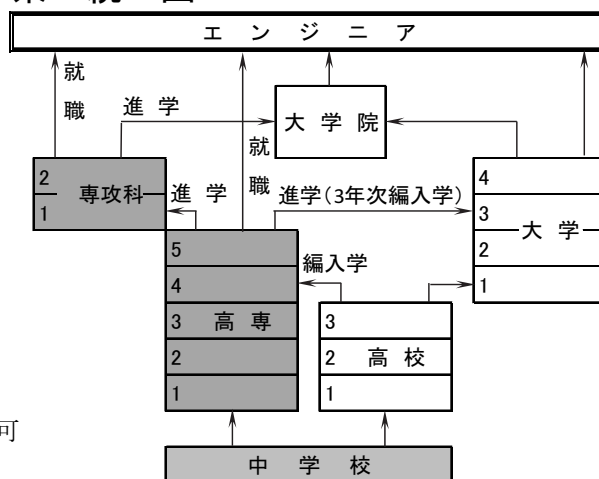 エンジニア
就職
進学
大学院
就職
2
1
専攻科
進学
進学(3年次編入学)
4
3
2
1
大学
5
4
3
2
1
高専
編入学
3
2
1
高校
可
中学校